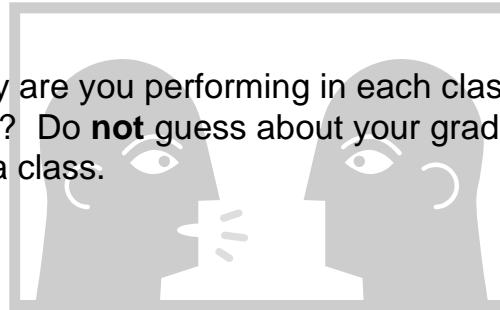 are you performing in each clas
? Do not guess about your grad
a class.